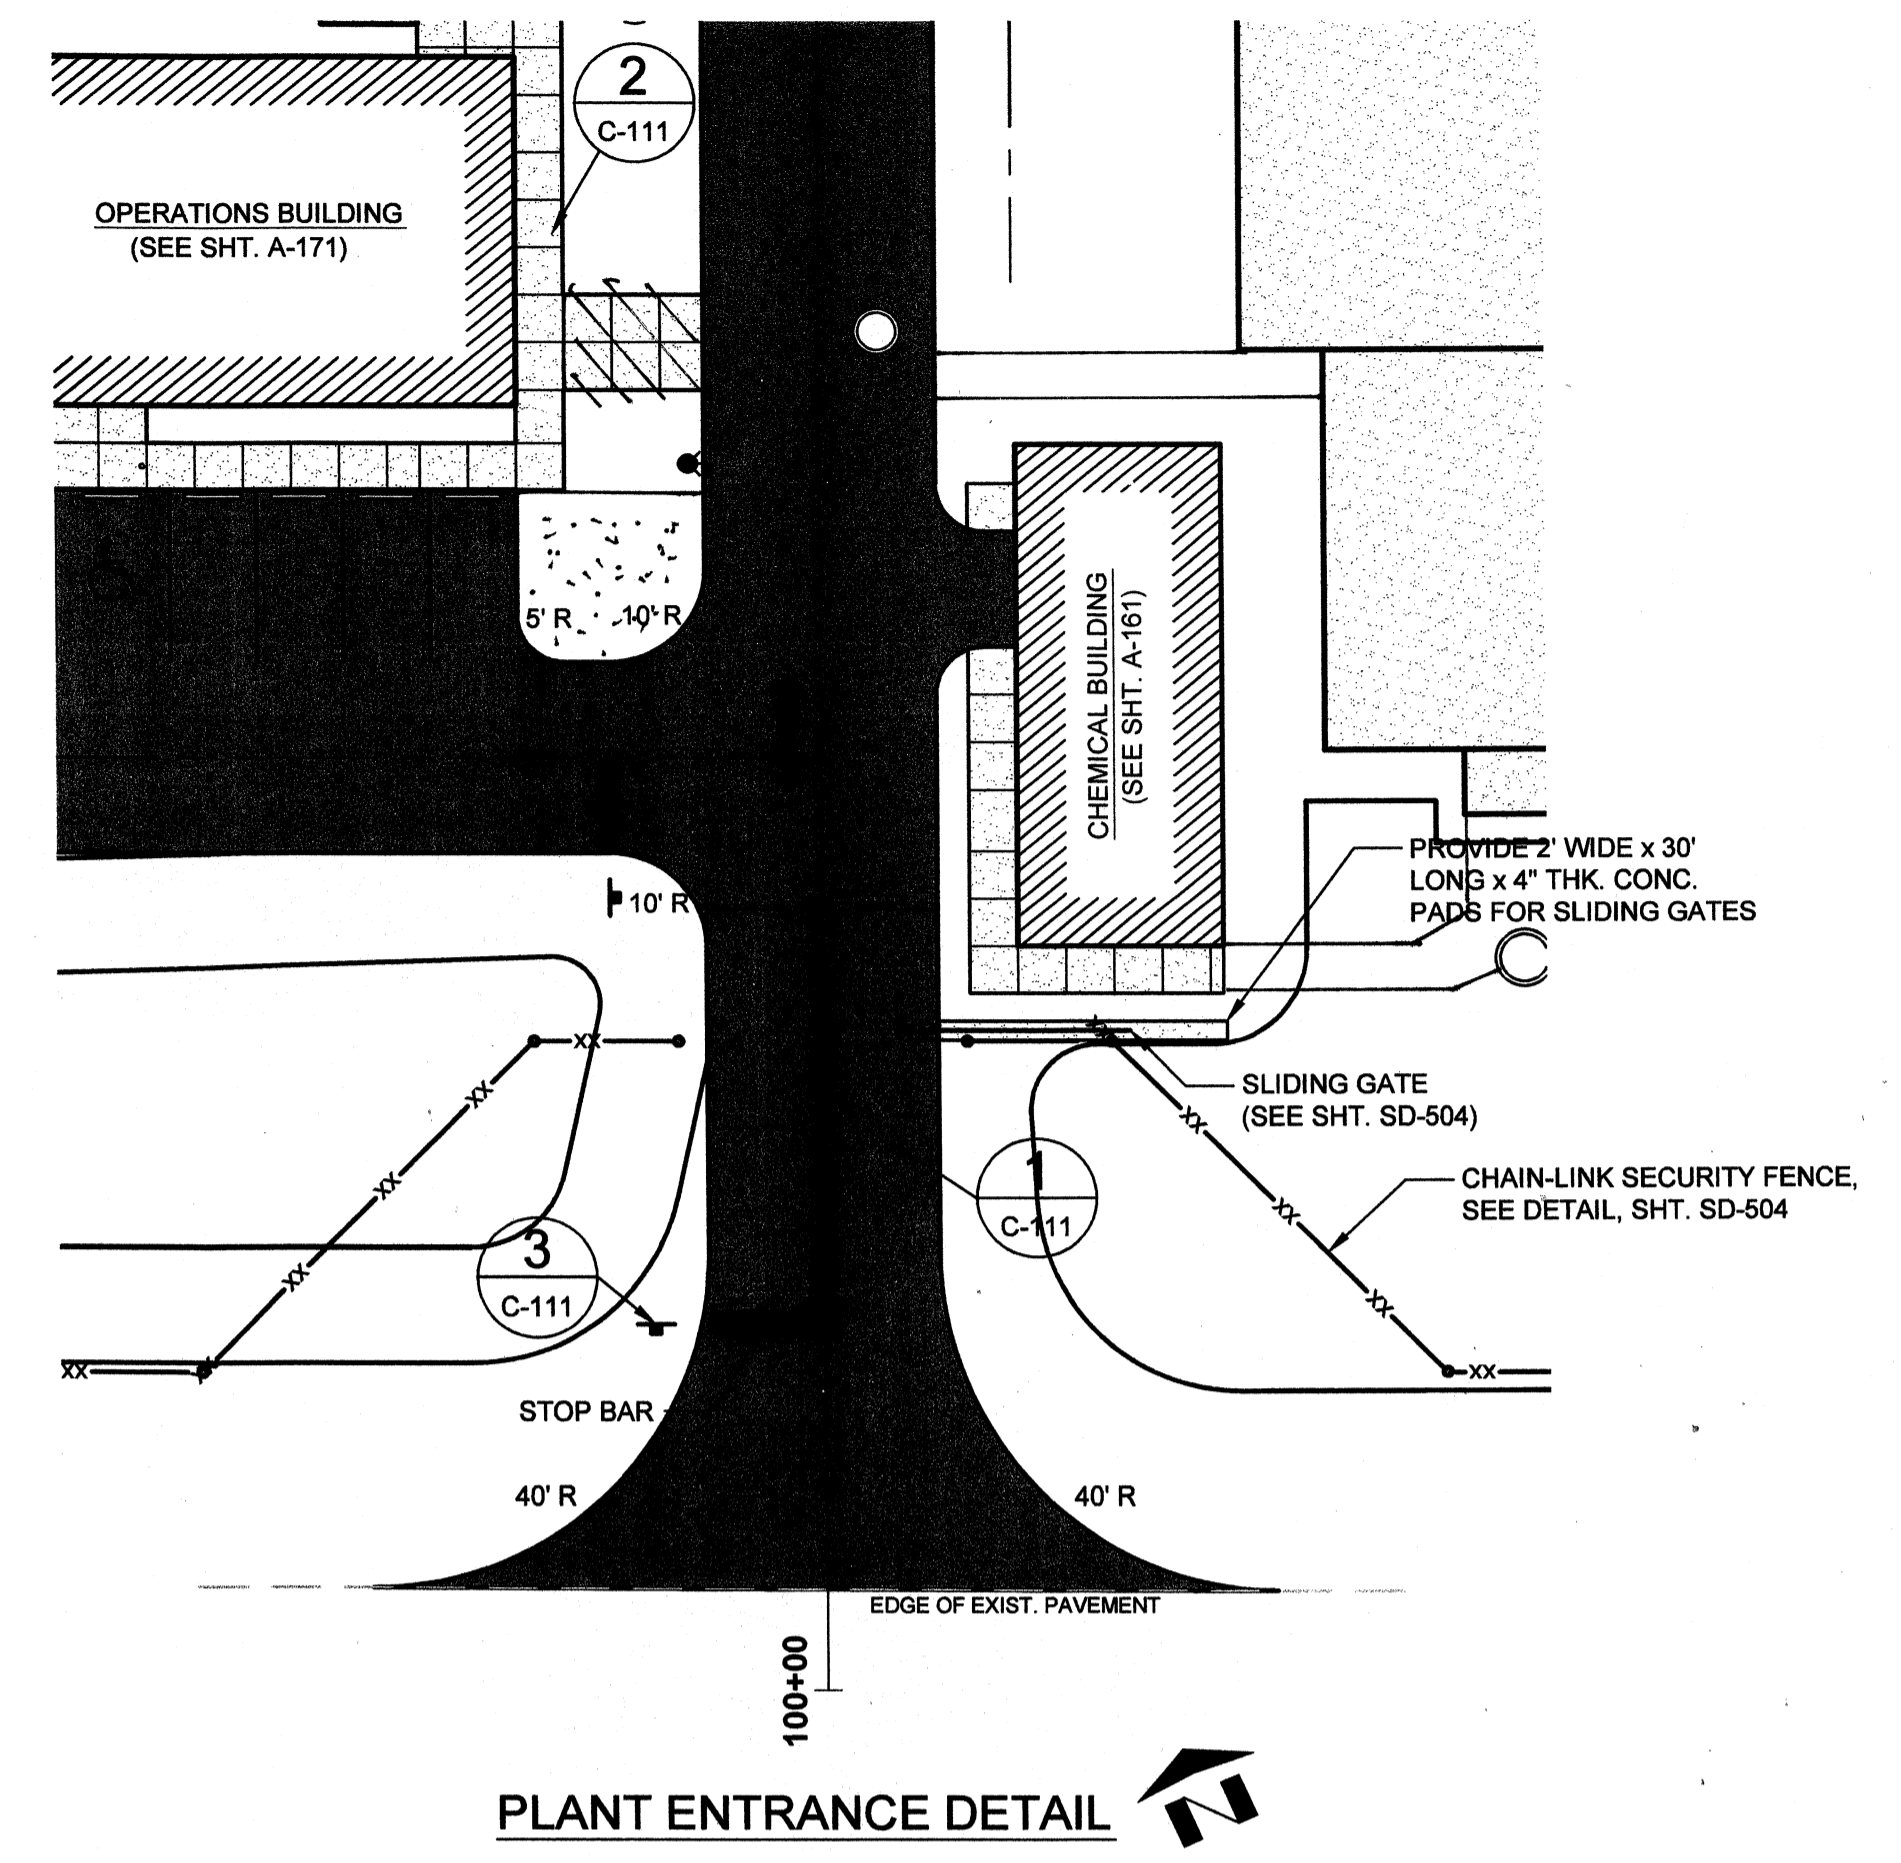 2
C-111
OPERATIONS BUILDING
(SEE SHT. A-171)
5' R
10' R
CHEMICAL BUILDING
(SEE SHT. A-161)
PROVIDE 2' WIDE x 30'
LONG x 4" THK. CONC.
PADS FOR SLIDING GATES
10' R
XX
XX
XX
XX
XX
SLIDING GATE
(SEE SHT. SD-504)
XX
XX
XX
XX
1
C-111
CHAIN-LINK SECURITY FENCE,
SEE DETAIL, SHT. SD-504
3
C-111
STOP BAR
40' R
40' R
EDGE OF EXIST. PAVEMENT
100+00
PLANT ENTRANCE DETAIL
N